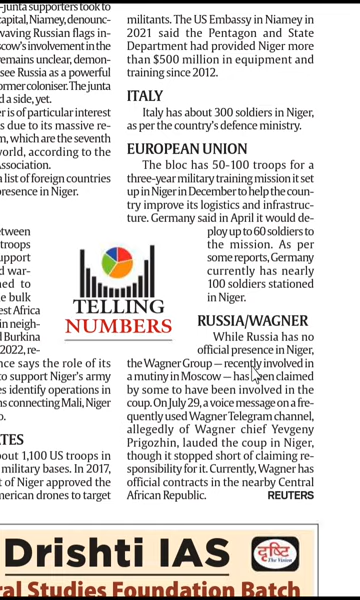 -junta supporters took to
capital, Niamey, denounc-
waving Russian flags in-
scow's involvement in the
remains unclear, demon-
see Russia as a powerful
ormer coloniser. The junta
d a side, yet.
er is of particular interest
s due to its massive re-
m, which are the seventh
world, according to the
Association.
a list of foreign countries
presence in Niger.
etween
troops
upport
d war-
ned to
e bulk
est Africa
in neigh-
l Burkina
2022, re-
nce says the role of its
to support Niger's army
es identify operations in
ns connecting Mali, Niger
o.
ATES
bout 1,100 US troops in
military bases. In 2017,
t of Niger approved the
merican drones to target
TELLING
NUMBERS
militants. The US Embassy in Niamey in
2021 said the Pentagon and State
Department had provided Niger more
than $500 million in equipment and
training since 2012.
ITALY
Italy has about 300 soldiers in Niger,
as per the country's defence ministry.
EUROPEAN UNION
The bloc has 50-100 troops for a
three-year military training mission it set
up in Niger in December to help the coun-
try improve its logistics and infrastruc-
ture. Germany said in April it would de-
ploy up to 60 soldiers to
the mission. As per
some reports, Germany
currently has nearly
100 soldiers stationed
in Niger.
RUSSIA/WAGNER
While Russia has no
official presence in Niger,
the Wagner Group — recently involved in
a mutiny in Moscow — has been claimed
by some to have been involved in the
coup. On July 29, a voice message on a fre-
quently used Wagner Telegram channel,
allegedly of Wagner chief Yevgeny
Prigozhin, lauded the coup in Niger,
though it stopped short of claiming re-
sponsibility for it. Currently, Wagner has
official contracts in the nearby Central
African Republic. REUTERS
Drishti IAS
दृष्टि
The Vision
ral Studies Foundation Batch